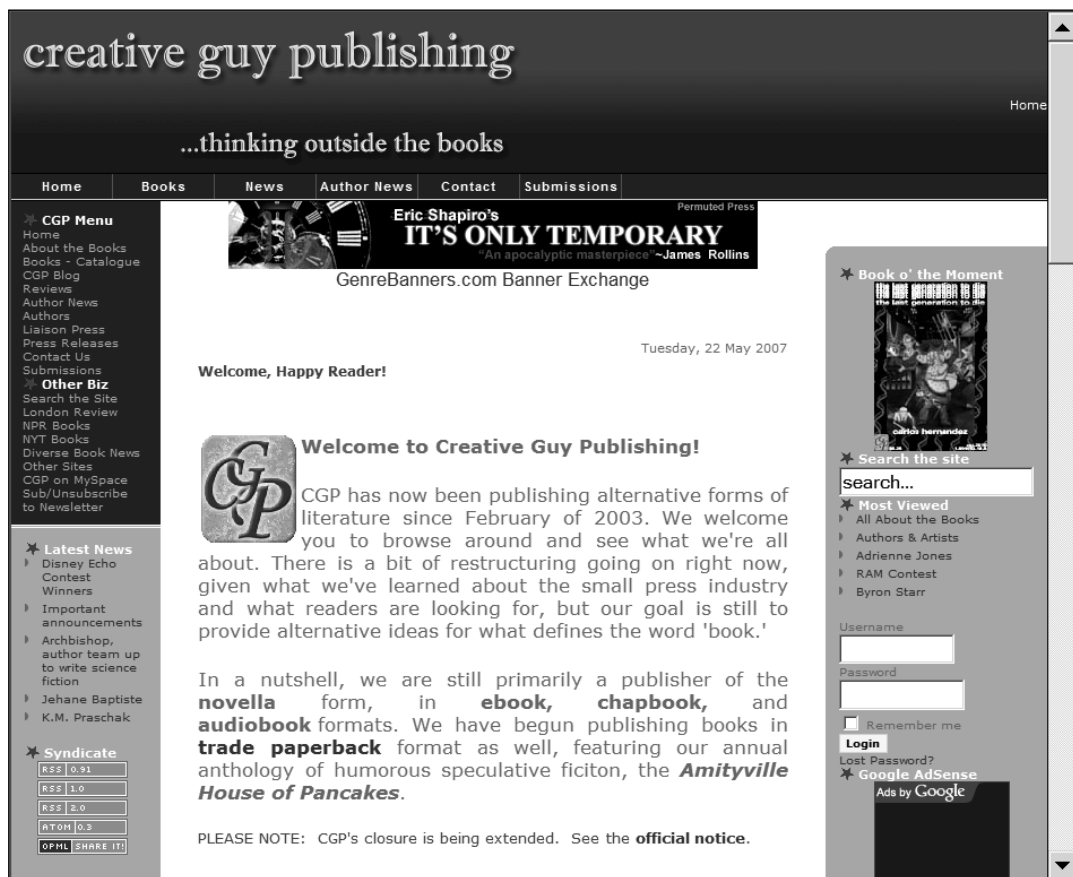 creative guy publishing
Home
...thinking outside the books
Home
Books
News
Author News
Contact
Submissions
CGP Menu
Home
About the Books
Books - Catalogue
CGP Blog
Reviews
Author News
Authors
Liaison Press
Press Releases
Contact Us
Submissions
Other Biz
Search the Site
London Review
NPR Books
NYT Books
Diverse Book News
Other Sites
CGP on MySpace
Sub/Unsubscribe
to Newsletter
Latest News
Disney Echo
Contest
Winners
Important
announcements
Archbishop,
author team up
to write science
fiction
Jehane Baptiste
K.M. Praschak
Syndicate
RSS 0.91
RSS 1.0
RSS 2.0
ATOM 0.3
OPML SHARE IT!
Permuted Press
Eric Shapiro's
IT'S ONLY TEMPORARY
"An apocalyptic masterpiece"~James Rollins
GenreBanners.com Banner Exchange
Tuesday, 22 May 2007
Welcome, Happy Reader!
CGP
Welcome to Creative Guy Publishing!
CGP has now been publishing alternative forms of
literature since February of 2003. We welcome
you to browse around and see what we're all
about. There is a bit of restructuring going on right now,
given what we've learned about the small press industry
and what readers are looking for, but our goal is still to
provide alternative ideas for what defines the word 'book.'
In a nutshell, we are still primarily a publisher of the
novella form, in ebook, chapbook, and
audiobook formats. We have begun publishing books in
trade paperback format as well, featuring our annual
anthology of humorous speculative ficiton, the Amityville
House of Pancakes.
PLEASE NOTE: CGP's closure is being extended. See the official notice.
Book o' the Moment
the last generation to die
carlos hernandez
Search the site
search...
Most Viewed
All About the Books
Authors & Artists
Adrienne Jones
RAM Contest
Byron Starr
Username
Password
Remember me
Login
Lost Password?
Google AdSense
Ads by Google